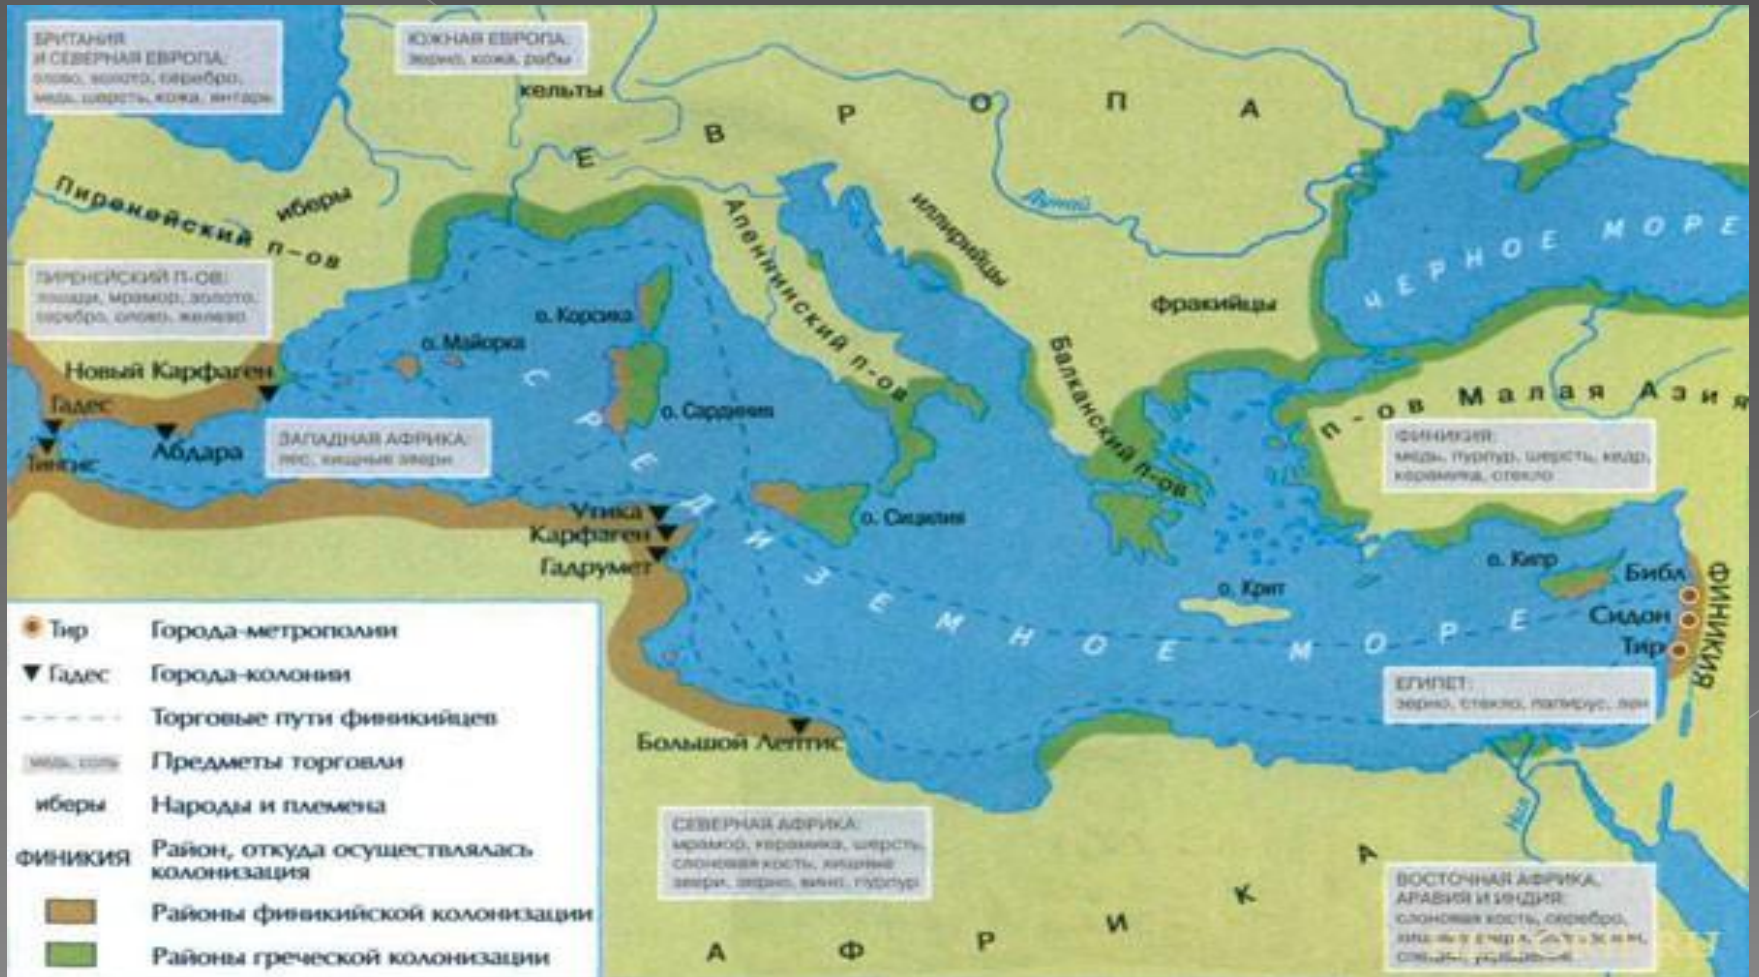 БРИТАНИЯ
И СЕВЕРНАЯ ЕВРОПА:
олово, золото, серебро,
медь, шерсть, кожа, янтарь
ЮЖНАЯ ЕВРОПА:
зерно, кожа, рабы
кельты
ЕВРОПА
Пиренейский п-ов
иберы
Апеннинский п-ов
иллирийцы
Дунай
ЧЕРНОЕ МОРЕ
фракийцы
Балканский п-ов
п-ов Малая Азия
ПИРЕНЕЙСКИЙ П-ОВ:
лошади, мрамор, золото,
серебро, олово, железо
о. Корсика
о. Майорка
о. Сардиния
Новый Карфаген
Гадес
Абдара
Тингис
ЗАПАДНАЯ АФРИКА:
лес, хищные звери
ФИНИКИЯ:
медь, пурпур, шерсть, кедр,
керамика, стекло
СРЕДИЗЕМНОЕ МОРЕ
Утика
Карфаген
Гадрумет
о. Сицилия
о. Крит
о. Кипр
Библ
Сидон
Тир
ФИНИКИЯ
ЕГИПЕТ:
зерно, стекло, папирус, лен
Большой Лептис
Нил
СЕВЕРНАЯ АФРИКА:
мрамор, керамика, шерсть,
слоновая кость, хищные
звери, зерно, вино, пурпур
АФРИКА
ВОСТОЧНАЯ АФРИКА,
АРАВИЯ И ИНДИЯ:
слоновая кость, серебро,
Тир Города-метрополии
Гадес Города-колонии
Торговые пути финикийцев
медь, соль Предметы торговли
иберы Народы и племена
ФИНИКИЯ Район, откуда осуществлялась
колонизация
Районы финикийской колонизации
Районы греческой колонизации